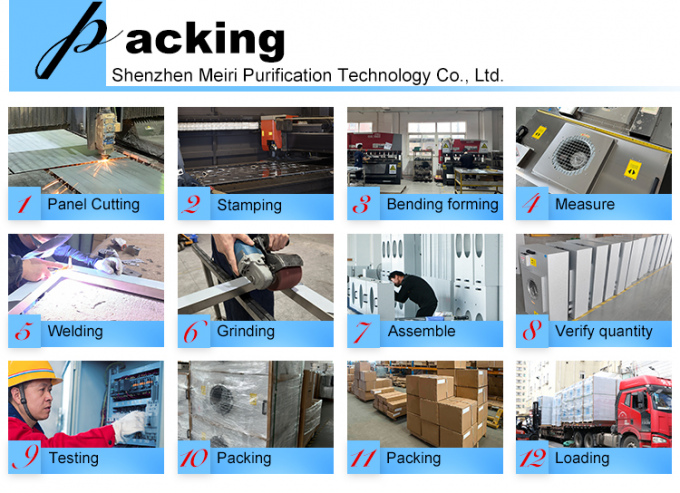 Packing
Shenzhen Meiri Purification Technology Co., Ltd.
1 Panel Cutting
2 Stamping
3 Bending forming
4 Measure
5 Welding
6 Grinding
7 Assemble
8 Verify quantity
9 Testing
10 Packing
11 Packing
12 Loading